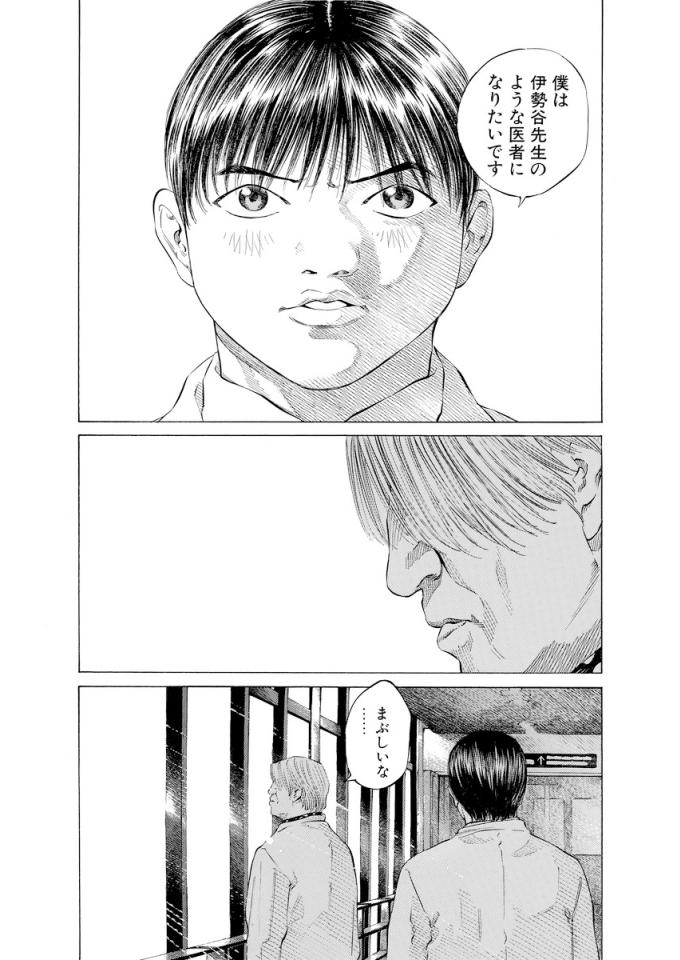 僕は
伊勢谷先生の
ような医者に
なりたいです
まぶしいな
……